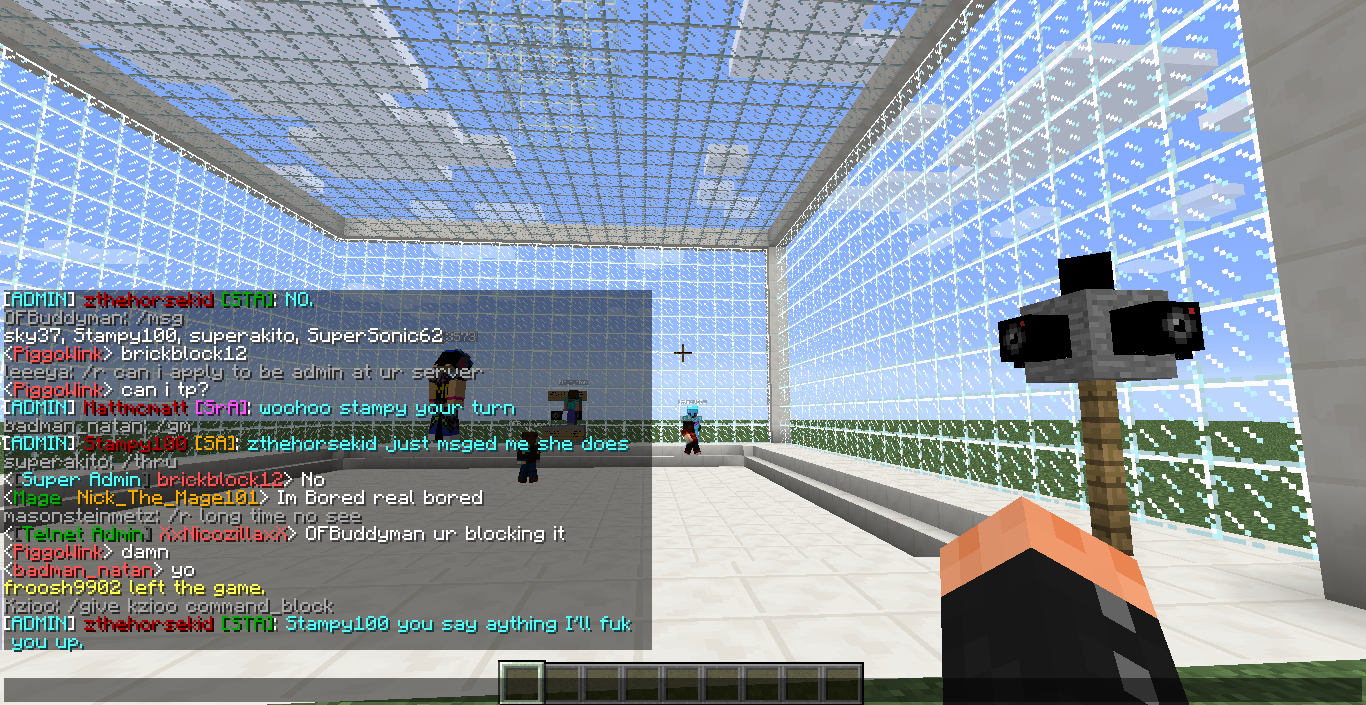 [ADMIN] zthehorsekid [STA]: NO.
OFBuddyman: /msg
sky37, Stampy100, superakito, SuperSonic62
<PiggoWink> brickblock12
leeeya: /r can i apply to be admin at ur server
<PiggoWink> can i tp?
[ADMIN] Mattmcmatt [SrA]: woohoo stampy your turn
badman_natan: /gm
[ADMIN] Stampy100 [SA]: zthehorsekid just msged me she does
superakito: /thru
<[Super Admin] brickblock12> No
<Mage Nick_The_Mage101> Im Bored real bored
masonsteinmetz: /r long time no see
<[Telnet Admin] XxNicozillaxX> OFBuddyman ur blocking it
<PiggoWink> damn
<badman_natan> yo
froosh9902 left the game.
Kzioo: /give kzioo command_block
[ADMIN] zthehorsekid [STA]: Stampy100 you say aything I'll fuk
you up.